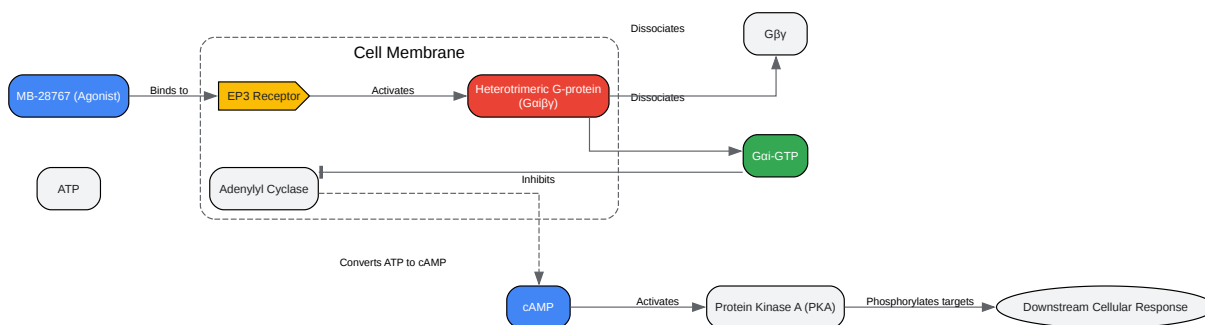 Dissociates
Gβγ
Cell Membrane
MB-28767 (Agonist)
Binds to
EP3 Receptor
Activates
Heterotrimeric G-protein
(Gαiβγ)
Dissociates
Gαi-GTP
Inhibits
ATP
Adenylyl Cyclase
Converts ATP to cAMP
cAMP
Activates
Protein Kinase A (PKA)
Phosphorylates targets
Downstream Cellular Response